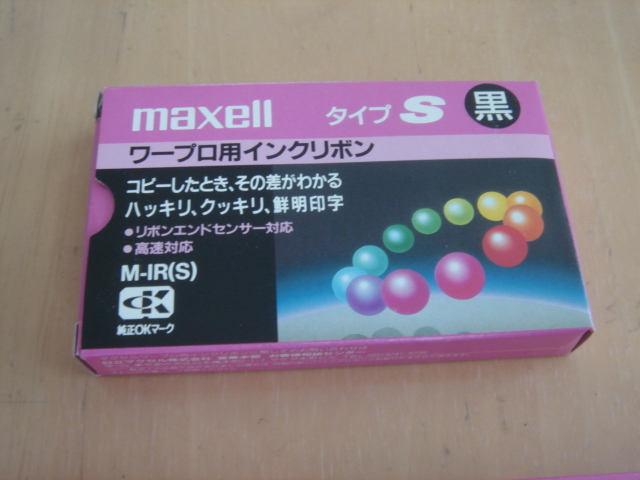 maxell タイプ S 黒
ワープロ用インクリボン
コピーしたとき、その差がわかる
ハッキリ、クッキリ、鮮明印字
●リボンエンドセンサー対応
●高速対応
M-IR(S)
純正OKマーク